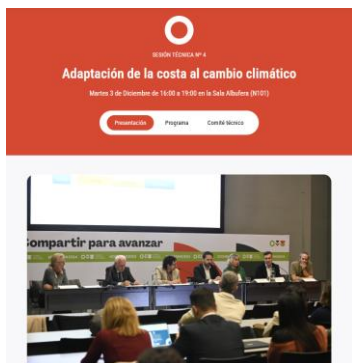 SESIÓN TÉCNICA Nº 4
Adaptación de la costa al cambio climático
Martes 3 de Diciembre de 16:00 a 19:00 en la Sala Albufera (N101)
Presentación Programa Comité técnico
Compartir para avanzar